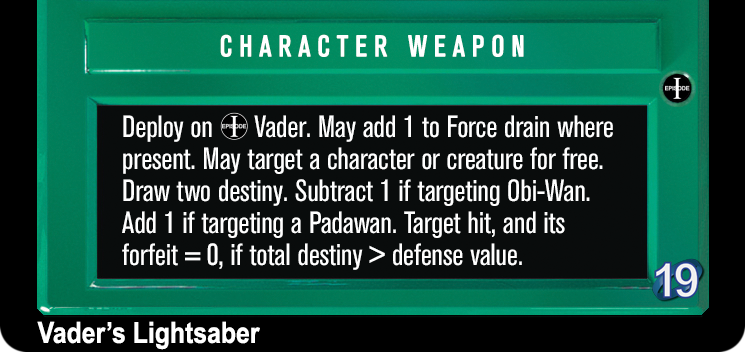 CHARACTER WEAPON
EPISODE I
Deploy on EPISODE I Vader. May add 1 to Force drain where
present. May target a character or creature for free.
Draw two destiny. Subtract 1 if targeting Obi-Wan.
Add 1 if targeting a Padawan. Target hit, and its
forfeit = 0, if total destiny > defense value.
19
Vader's Lightsaber